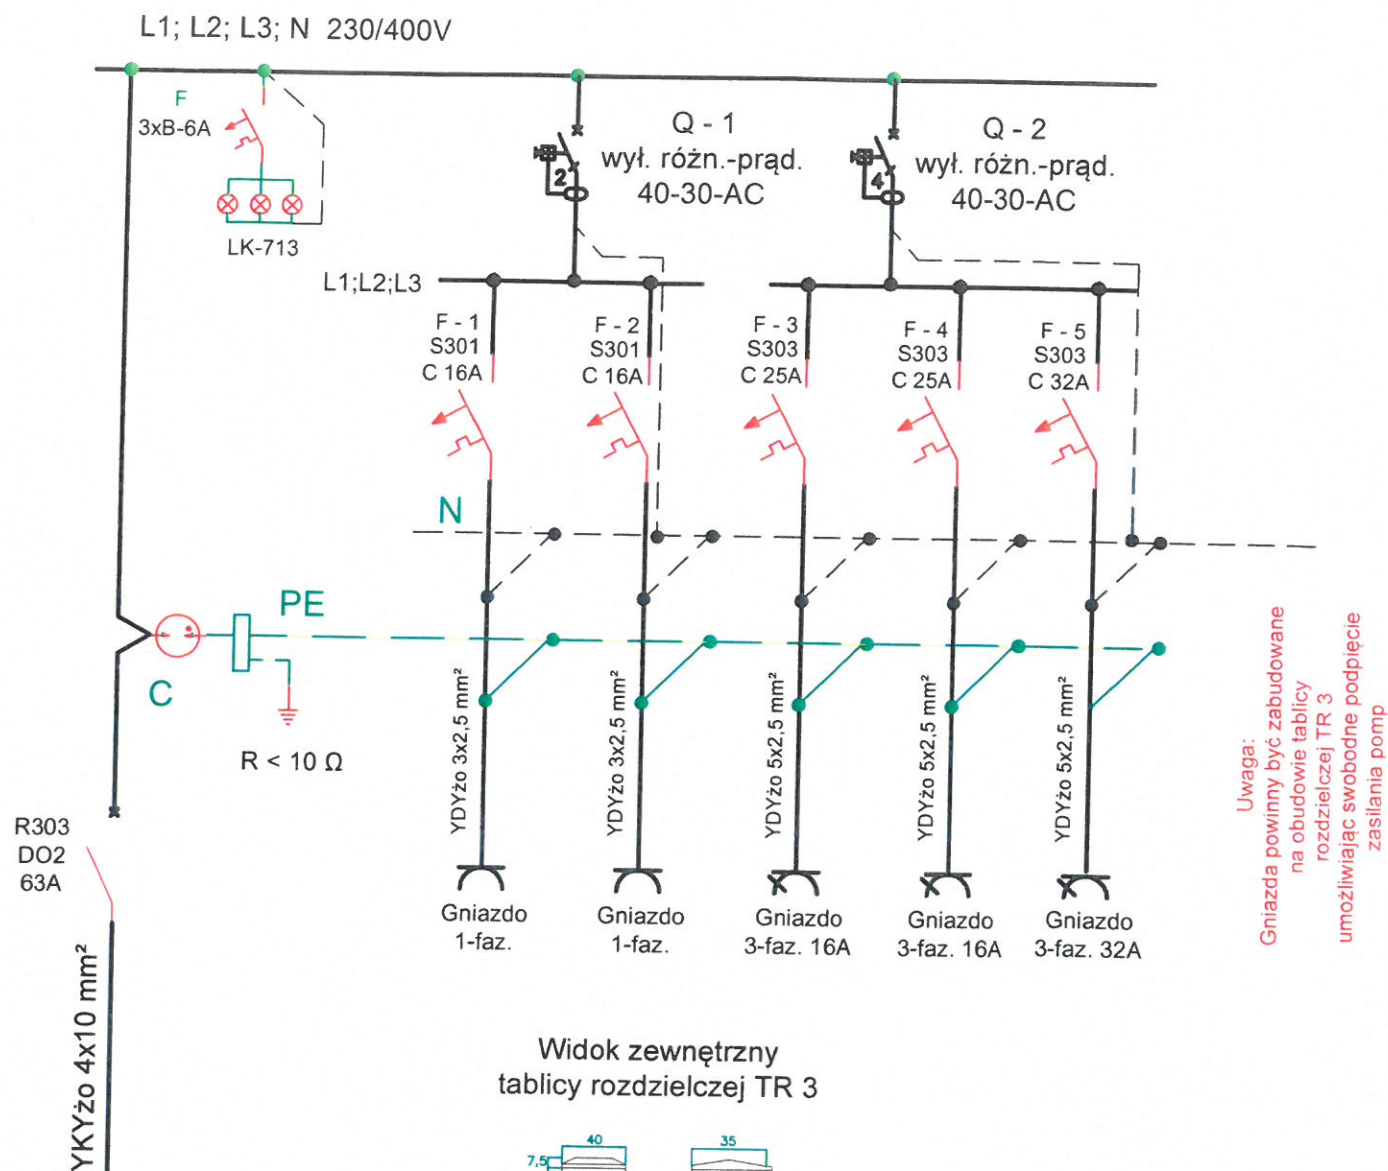 L1; L2; L3; N 230/400V
F
3xB-6A
LK-713
Q - 1
wył. różn.-prąd.
40-30-AC
2
Q - 2
wył. różn.-prąd.
40-30-AC
4
L1;L2;L3
F - 1
S301
C 16A
F - 2
S301
C 16A
F - 3
S303
C 25A
F - 4
S303
C 25A
F - 5
S303
C 32A
N
PE
C
R < 10 Ω
YDYżo 3x2,5 mm²
YDYżo 3x2,5 mm²
YDYżo 5x2,5 mm²
YDYżo 5x2,5 mm²
YDYżo 5x2,5 mm²
Uwaga:
Gniazda powinny być zabudowane
na obudowie tablicy
rozdzielczej TR 3
umożliwiając swobodne podpięcie
zasilania pomp
R303
DO2
63A
YKYżo 4x10 mm²
Gniazdo
1-faz.
Gniazdo
1-faz.
Gniazdo
3-faz. 16A
Gniazdo
3-faz. 16A
Gniazdo
3-faz. 32A
Widok zewnętrzny
tablicy rozdzielczej TR 3
40
35
7,5